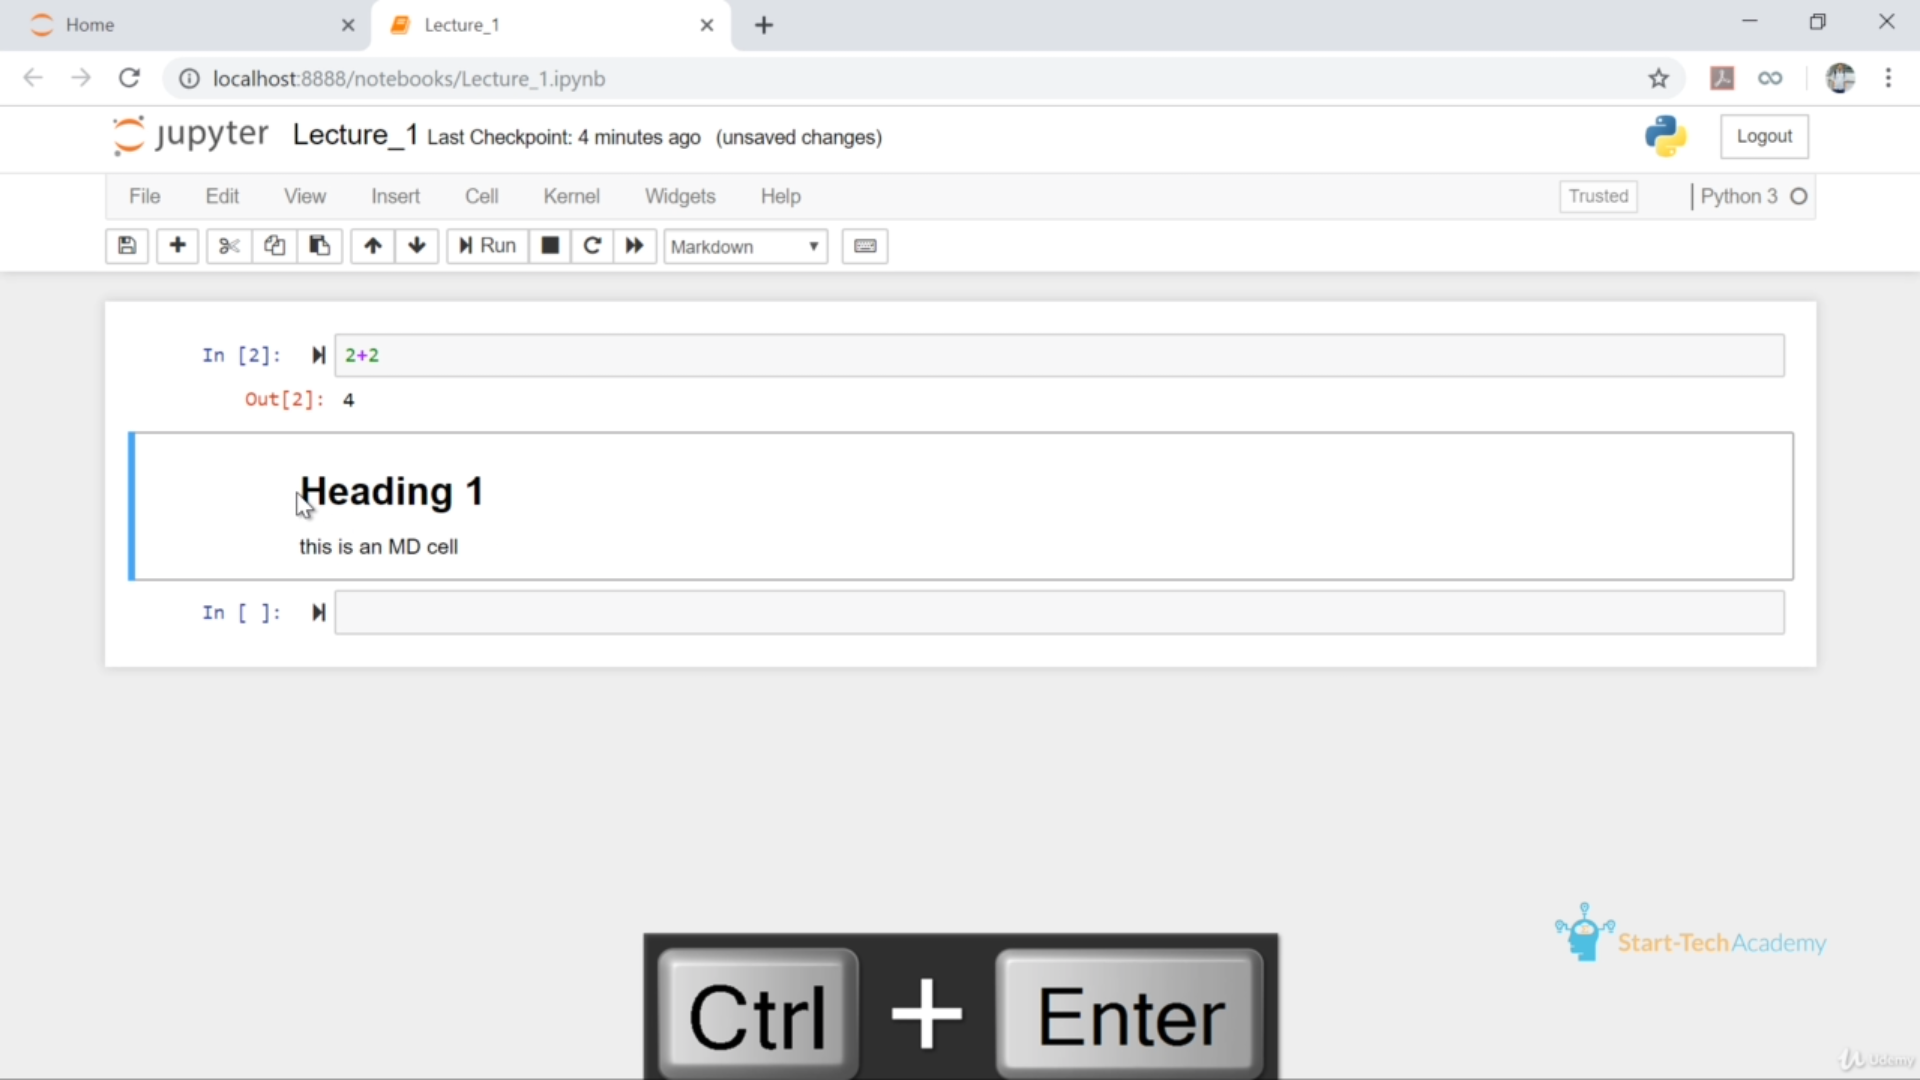 Home
Lecture_1
localhost:8888/notebooks/Lecture_1.ipynb
jupyter Lecture_1 Last Checkpoint: 4 minutes ago (unsaved changes)
Logout
File Edit View Insert Cell Kernel Widgets Help
Trusted
Python 3
Run
Markdown
In [2]: 2+2
Out[2]: 4
Heading 1
this is an MD cell
In [ ]:
Start-TechAcademy
Ctrl + Enter
Udemy